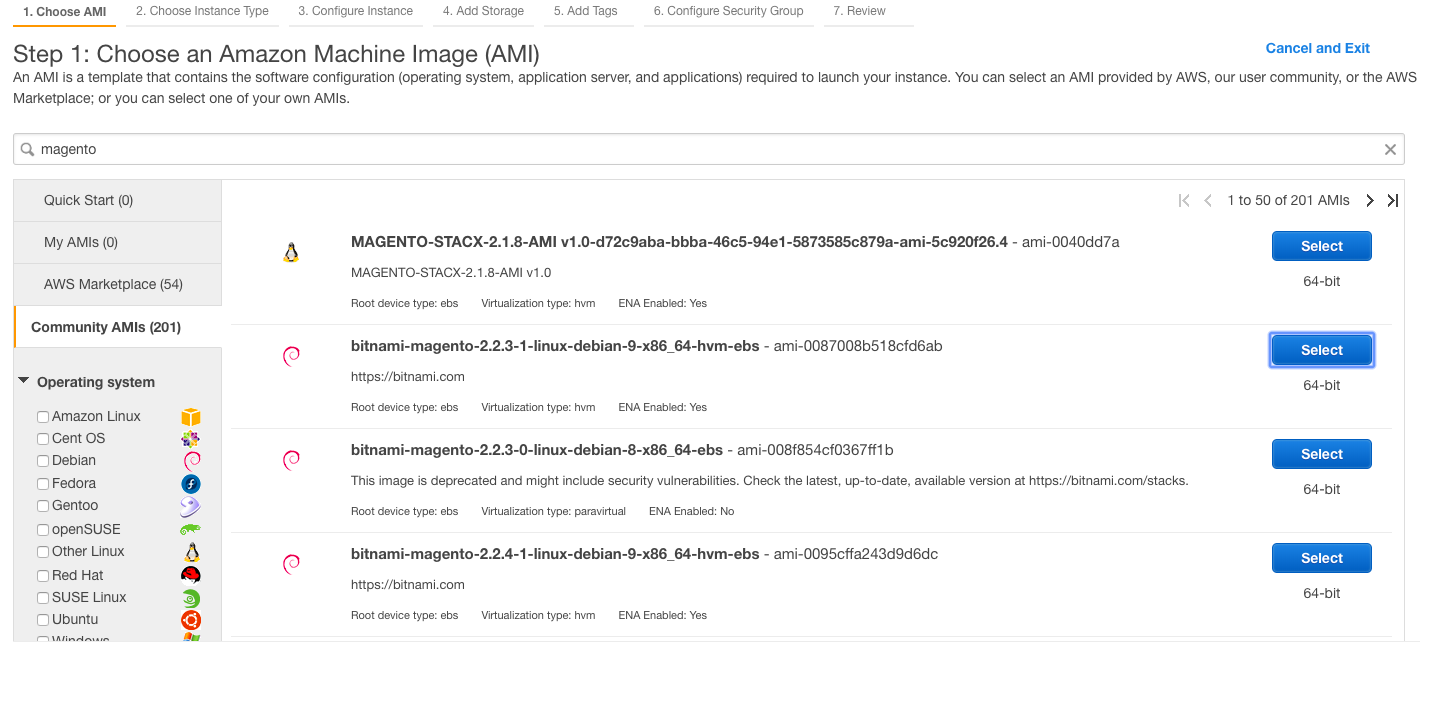 1. Choose AMI 2. Choose Instance Type 3. Configure Instance 4. Add Storage 5. Add Tags 6. Configure Security Group 7. Review
Step 1: Choose an Amazon Machine Image (AMI)
Cancel and Exit
An AMI is a template that contains the software configuration (operating system, application server, and applications) required to launch your instance. You can select an AMI provided by AWS, our user community, or the AWS
Marketplace; or you can select one of your own AMIs.
magento
Quick Start (0)
My AMIs (0)
AWS Marketplace (54)
Community AMIs (201)
Operating system
Amazon Linux
Cent OS
Debian
Fedora
Gentoo
openSUSE
Other Linux
Red Hat
SUSE Linux
Ubuntu
Windows
1 to 50 of 201 AMIs
MAGENTO-STACX-2.1.8-AMI v1.0-d72c9aba-bbba-46c5-94e1-5873585c879a-ami-5c920f26.4 - ami-0040dd7a
Select
MAGENTO-STACX-2.1.8-AMI v1.0
64-bit
Root device type: ebs Virtualization type: hvm ENA Enabled: Yes
bitnami-magento-2.2.3-1-linux-debian-9-x86_64-hvm-ebs - ami-0087008b518cfd6ab
Select
https://bitnami.com
64-bit
Root device type: ebs Virtualization type: hvm ENA Enabled: Yes
bitnami-magento-2.2.3-0-linux-debian-8-x86_64-ebs - ami-008f854cf0367ff1b
Select
This image is deprecated and might include security vulnerabilities. Check the latest, up-to-date, available version at https://bitnami.com/stacks.
64-bit
Root device type: ebs Virtualization type: paravirtual ENA Enabled: No
bitnami-magento-2.2.4-1-linux-debian-9-x86_64-hvm-ebs - ami-0095cffa243d9d6dc
Select
https://bitnami.com
64-bit
Root device type: ebs Virtualization type: hvm ENA Enabled: Yes